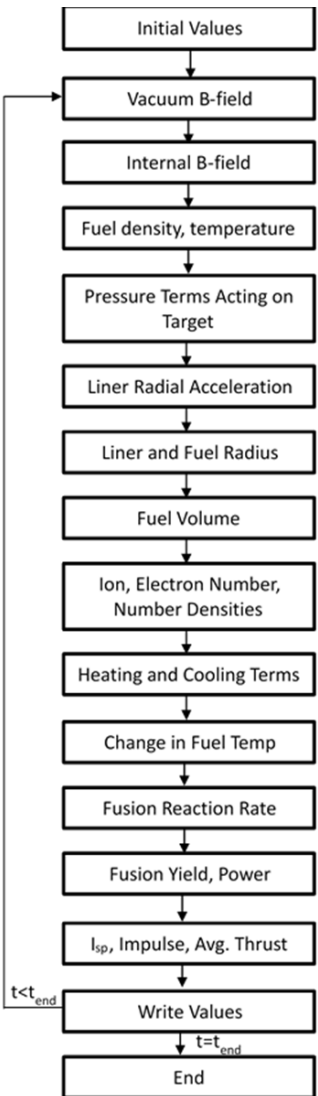 Initial Values
Vacuum B-field
Internal B-field
Fuel density, temperature
Pressure Terms Acting on
Target
Liner Radial Acceleration
Liner and Fuel Radius
Fuel Volume
Ion, Electron Number,
Number Densities
Heating and Cooling Terms
Change in Fuel Temp
Fusion Reaction Rate
Fusion Yield, Power
Isp, Impulse, Avg. Thrust
t<tend
Write Values
t=tend
End